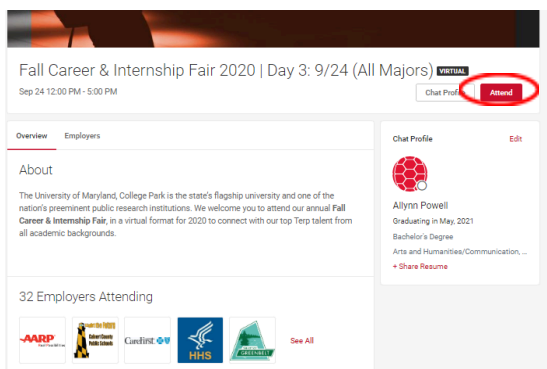 Fall Career & Internship Fair 2020 | Day 3: 9/24 (All Majors) VIRTUAL
Sep 24 12:00 PM - 5:00 PM
Chat Profile
Attend
Overview Employers
About
The University of Maryland, College Park is the state's flagship university and one of the
nation's preeminent public research institutions. We welcome you to attend our annual Fall
Career & Internship Fair, in a virtual format for 2020 to connect with our top Terp talent from
all academic backgrounds.
32 Employers Attending
AARP
Calvert County
Public Schools
CareFirst
HHS
GREENBELT
See All
Chat Profile Edit
Allynn Powell
Graduating in May, 2021
Bachelor's Degree
Arts and Humanities/Communication, ...
+ Share Resume